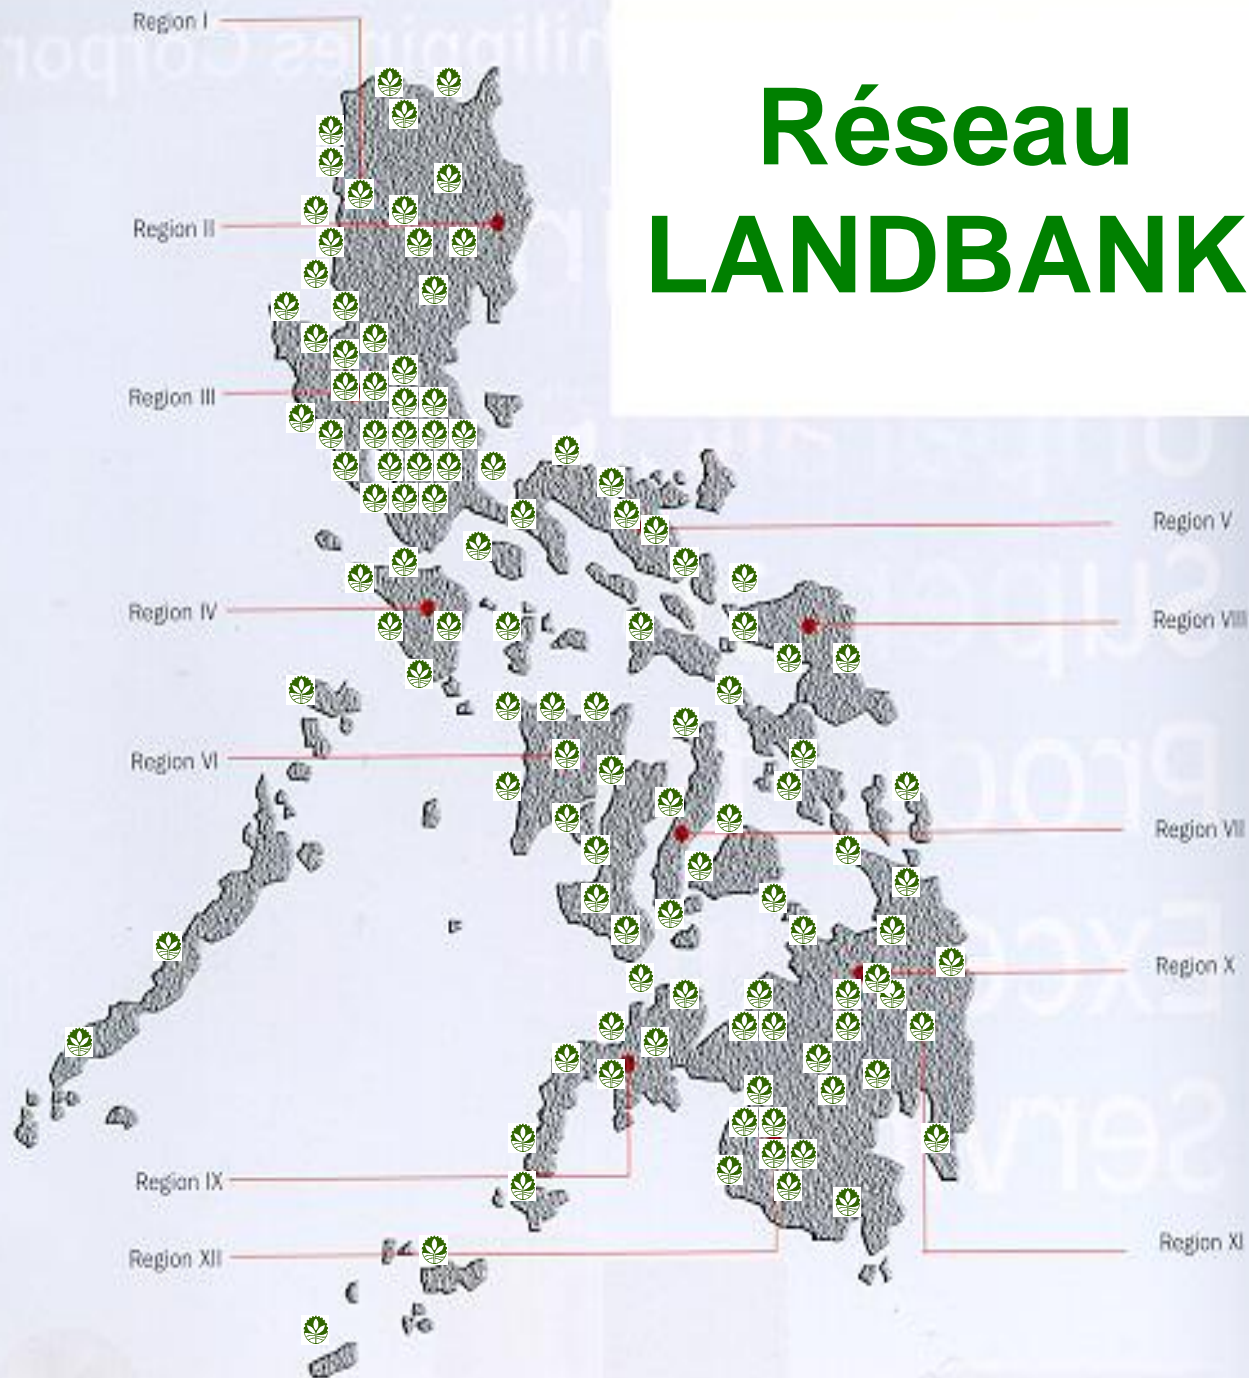 Region I
Réseau
LANDBANK
Region II
Region III
Region V
Region IV
Region VIII
Region VI
Region VII
Region X
Region IX
Region XII
Region XI